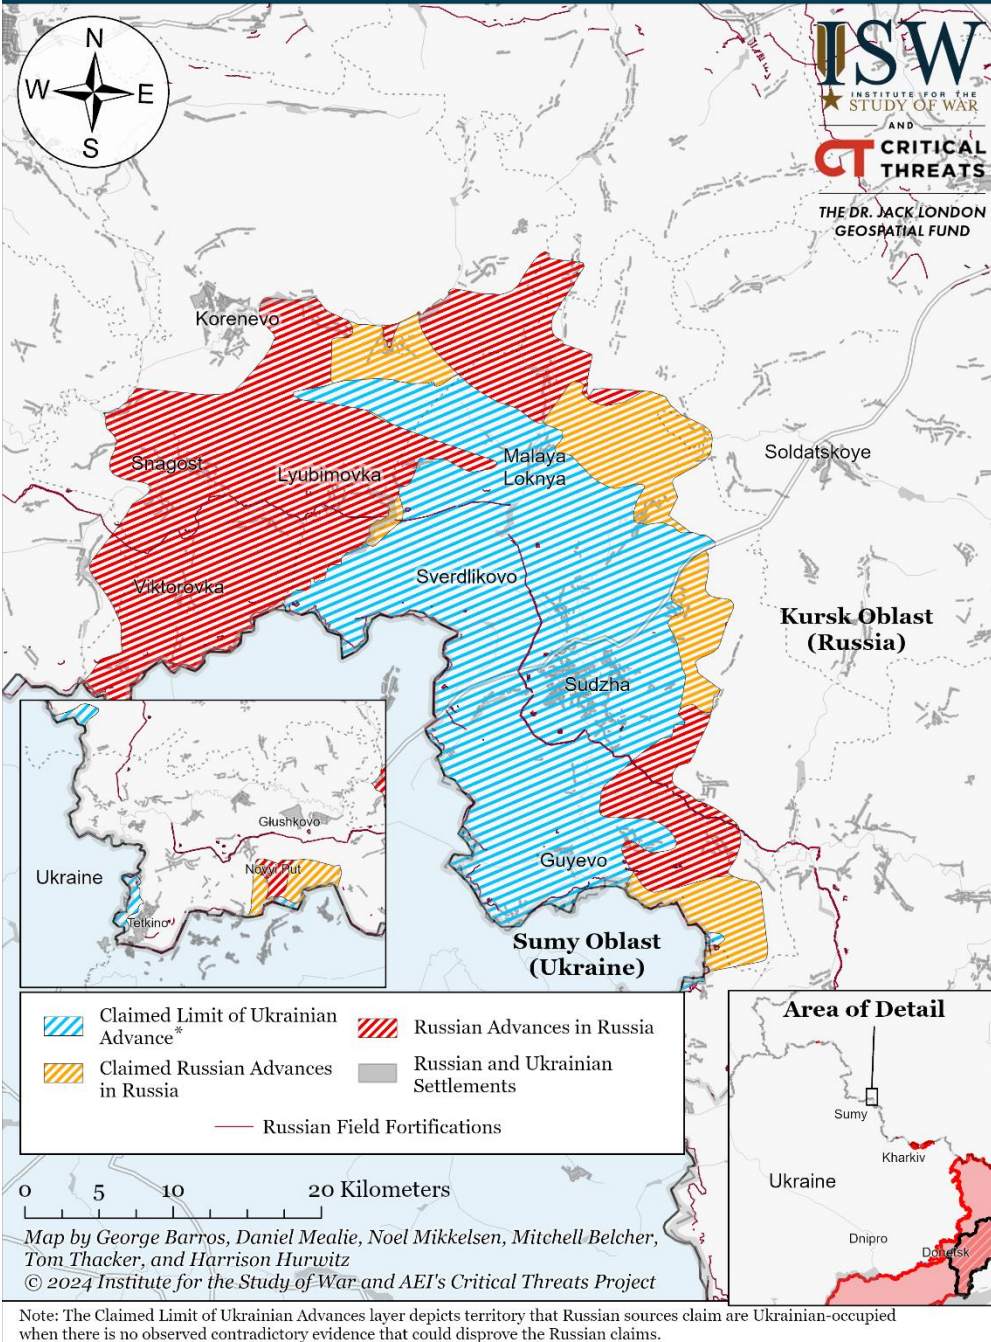 N
W
E
S
ISW
INSTITUTE FOR THE
STUDY OF WAR
AND
CT CRITICAL
THREATS
THE DR. JACK LONDON
GEOSPATIAL FUND
Korenevo
Snagost
Lyubimovka
Malaya
Loknya
Soldatskoye
Viktorovka
Sverdlikovo
Kursk Oblast
(Russia)
Sudzha
Guyevo
Sumy Oblast
(Ukraine)
Glushkovo
Novyi Put
Ukraine
Tetkino
Claimed Limit of Ukrainian
Advance*
Russian Advances in Russia
Claimed Russian Advances
in Russia
Russian and Ukrainian
Settlements
Russian Field Fortifications
Area of Detail
Sumy
Kharkiv
Ukraine
Dnipro
Donetsk
0 5 10 20 Kilometers
Map by George Barros, Daniel Mealie, Noel Mikkelsen, Mitchell Belcher,
Tom Thacker, and Harrison Hurwitz
© 2024 Institute for the Study of War and AEI's Critical Threats Project
Note: The Claimed Limit of Ukrainian Advances layer depicts territory that Russian sources claim are Ukrainian-occupied
when there is no observed contradictory evidence that could disprove the Russian claims.